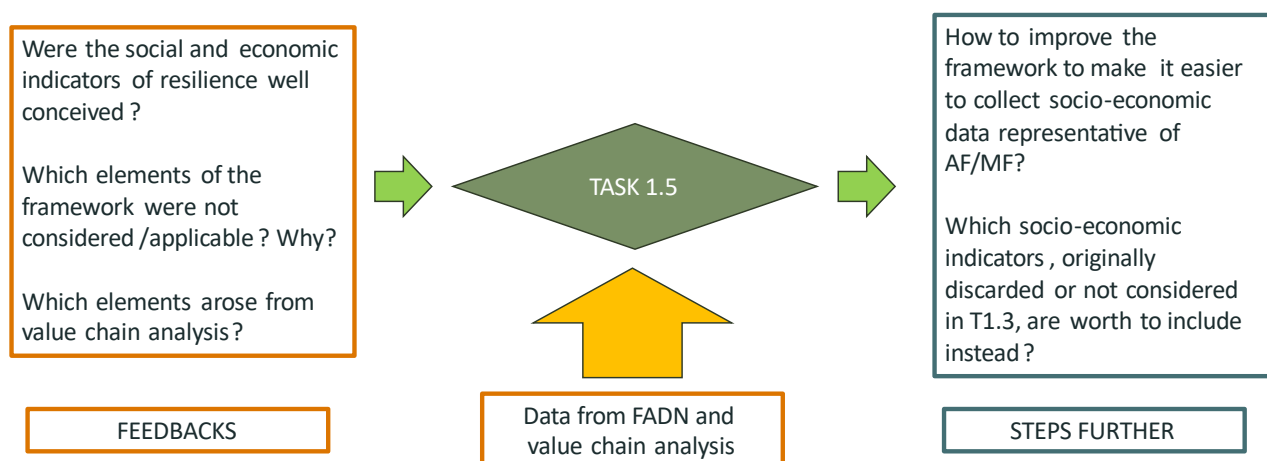 Were the social and economic
indicators of resilience well
conceived ?
Which elements of the
framework were not
considered /applicable ? Why?
Which elements arose from
value chain analysis ?
FEEDBACKS
TASK 1.5
Data from FADN and
value chain analysis
How to improve the
framework to make it easier
to collect socio-economic
data representative of
AF/MF?
Which socio-economic
indicators , originally
discarded or not considered
in T1.3, are worth to include
instead ?
STEPS FURTHER